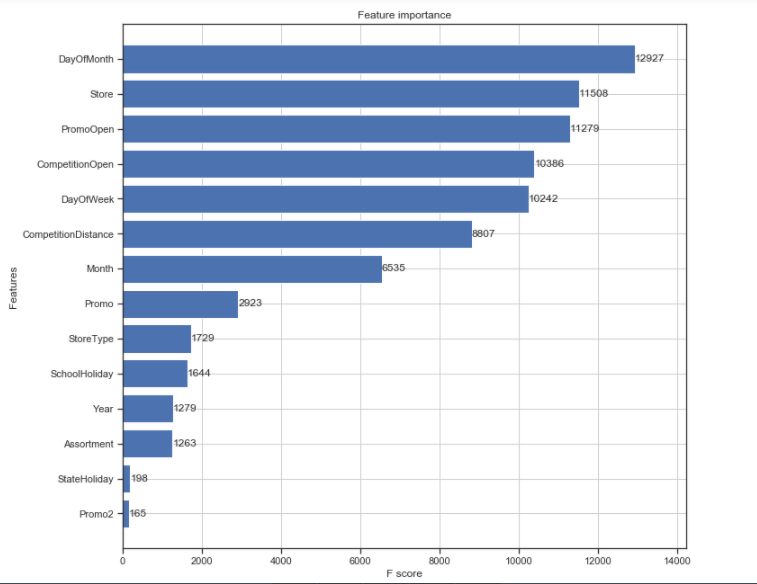 Feature importance
DayOfMonth 12927
Store 11508
PromoOpen 11279
CompetitionOpen 10386
DayOfWeek 10242
CompetitionDistance 8807
Month 6535
Promo 2923
StoreType 1729
SchoolHoliday 1644
Year 1279
Assortment 1263
StateHoliday 198
Promo2 165
Features
0 2000 4000 6000 8000 10000 12000 14000
F score